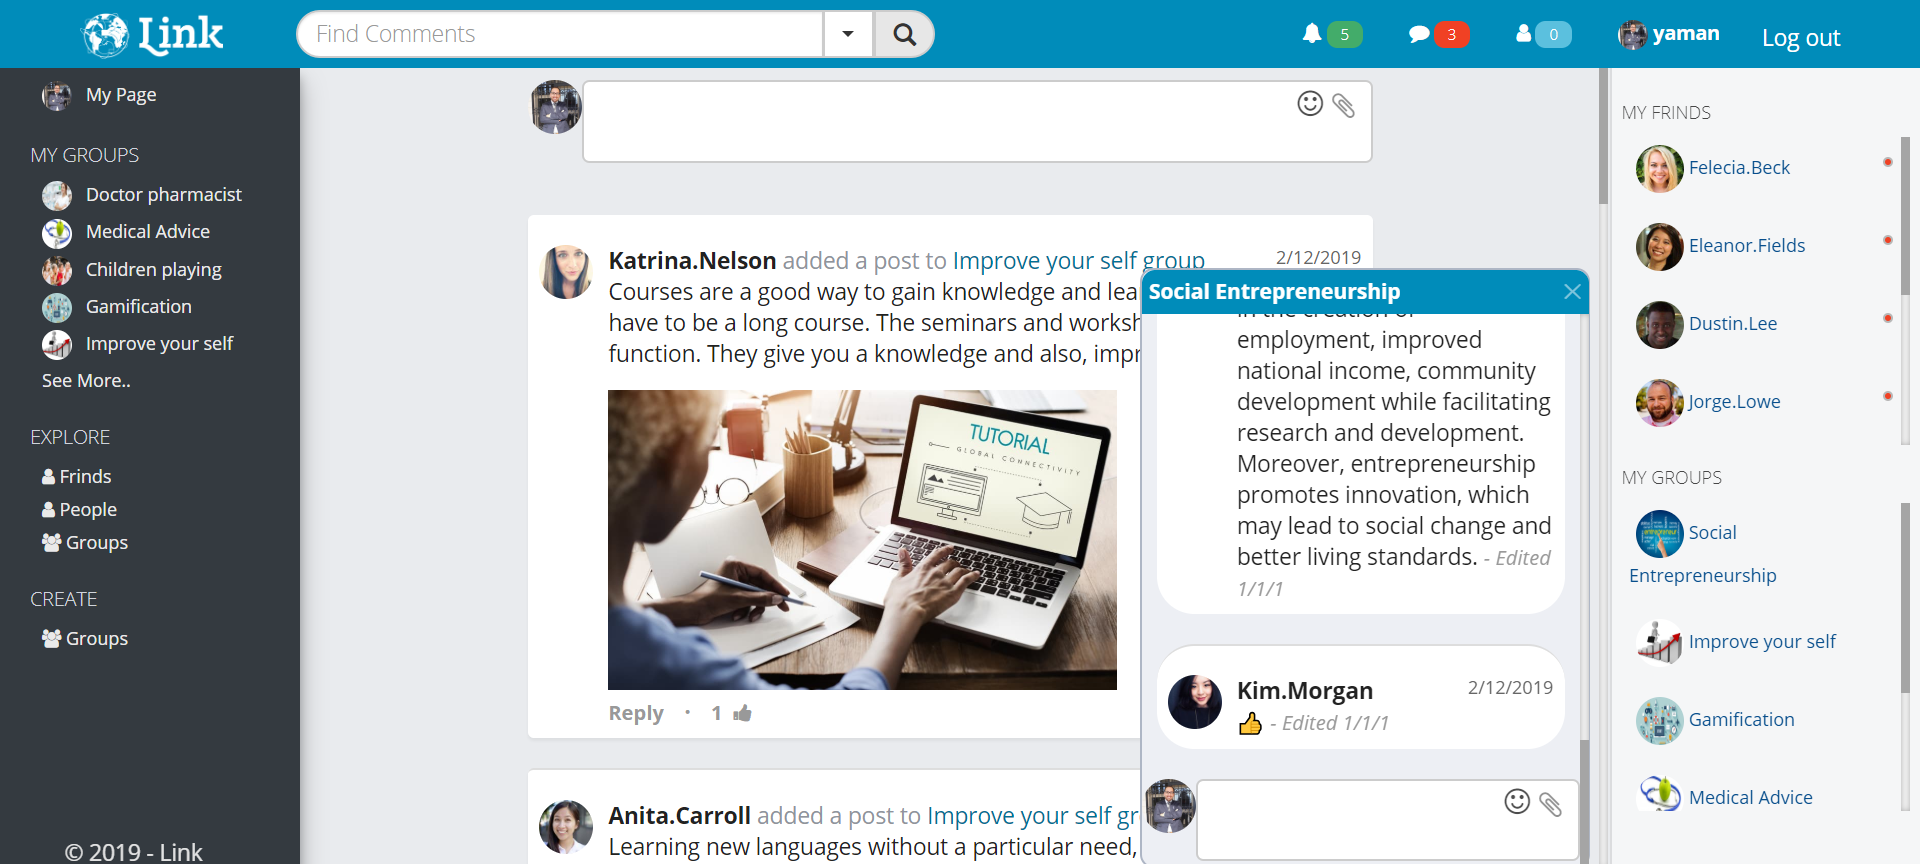 Link
Find Comments
5
3
0
yaman
Log out
My Page
MY GROUPS
Doctor pharmacist
Medical Advice
Children playing
Gamification
Improve your self
See More..
EXPLORE
Frinds
People
Groups
CREATE
Groups
© 2019 - Link
Katrina.Nelson added a post to Improve your self group
2/12/2019
Courses are a good way to gain knowledge and lea
have to be a long course. The seminars and worksh
function. They give you a knowledge and also, impr
TUTORIAL
GLOBAL CONNECTIVITY
Reply · 1
Anita.Carroll added a post to Improve your self gr
Learning new languages without a particular need,
Social Entrepreneurship
in the creation of
employment, improved
national income, community
development while facilitating
research and development.
Moreover, entrepreneurship
promotes innovation, which
may lead to social change and
better living standards. - Edited
1/1/1
Kim.Morgan
2/12/2019
- Edited 1/1/1
MY FRINDS
Felecia.Beck
Eleanor.Fields
Dustin.Lee
Jorge.Lowe
MY GROUPS
Social
Entrepreneurship
Improve your self
Gamification
Medical Advice